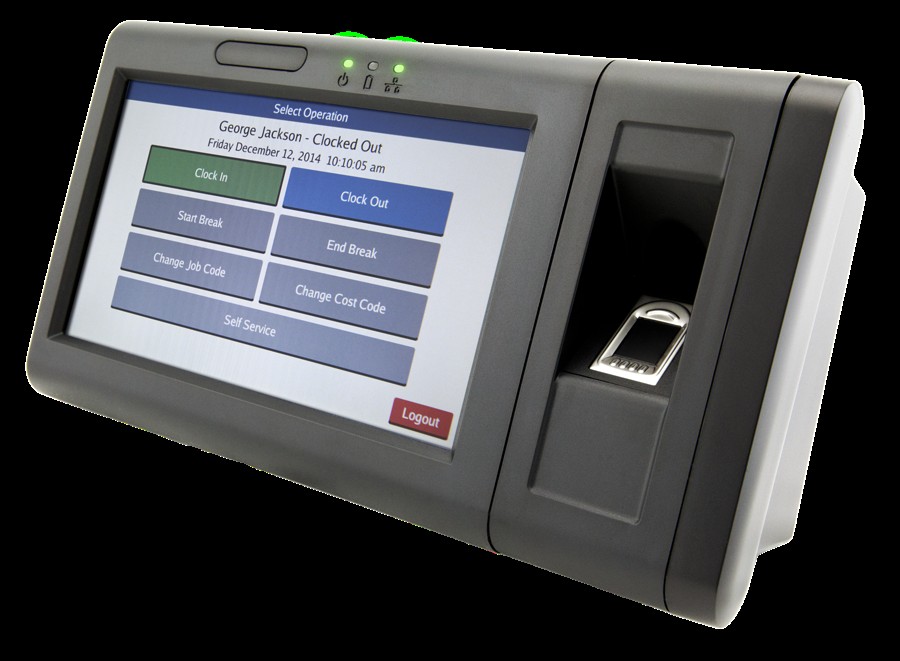 Select Operation
George Jackson - Clocked Out
Friday December 12, 2014 10:10:05 am
Clock In
Clock Out
Start Break
End Break
Change Job Code
Change Cost Code
Self Service
Logout